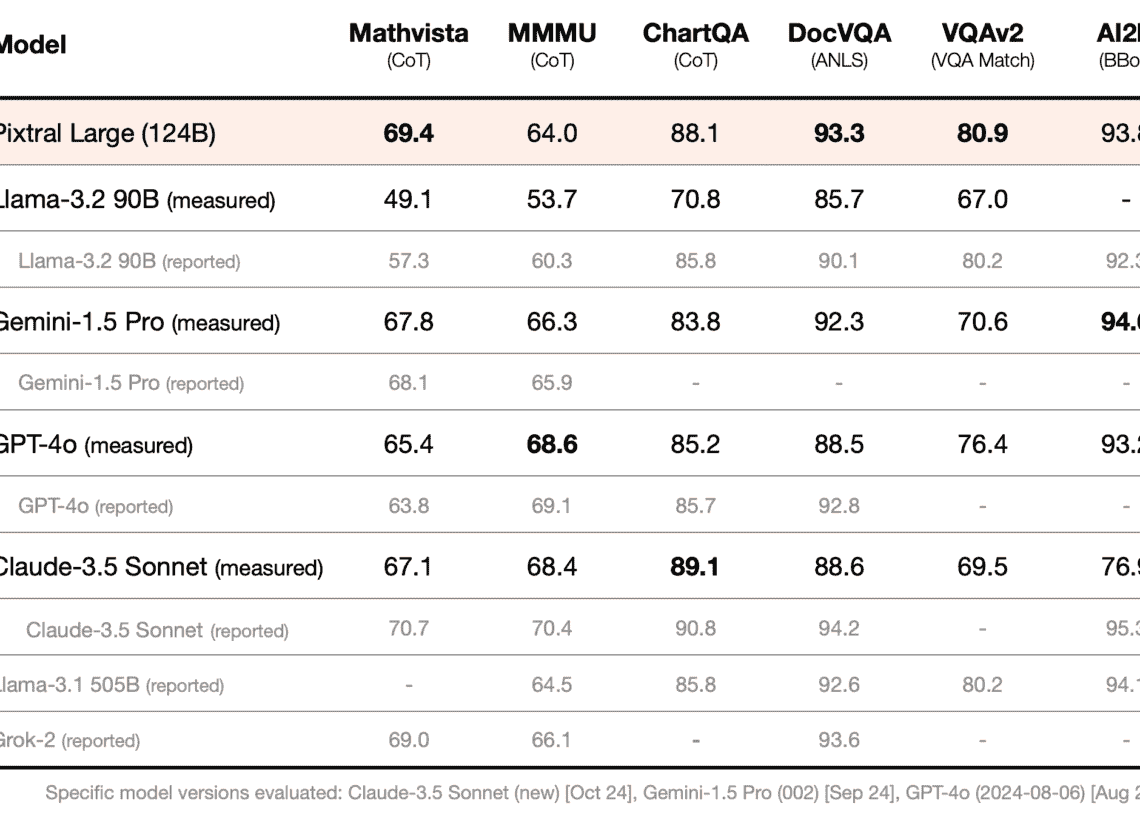 Model Mathvista MMMU ChartQA DocVQA VQAv2
(CoT) (CoT) (CoT) (ANLS) (VQA Match)
Pixtral Large (124B) 69.4 64.0 88.1 93.3 80.9
Llama-3.2 90B (measured) 49.1 53.7 70.8 85.7 67.0 -
Llama-3.2 90B (reported) 57.3 60.3 85.8 90.1 80.2
Gemini-1.5 Pro (measured) 67.8 66.3 83.8 92.3 70.6
Gemini-1.5 Pro (reported) 68.1 65.9 - - - -
GPT-4o (measured) 65.4 68.6 85.2 88.5 76.4
GPT-4o (reported) 63.8 69.1 85.7 92.8 - -
Claude-3.5 Sonnet (measured) 67.1 68.4 89.1 88.6 69.5
Claude-3.5 Sonnet (reported) 70.7 70.4 90.8 94.2 -
Llama-3.1 505B (reported) - 64.5 85.8 92.6 80.2
Grok-2 (reported) 69.0 66.1 - 93.6 - -
Specific model versions evaluated: Claude-3.5 Sonnet (new) [Oct 24], Gemini-1.5 Pro (002) [Sep 24], GPT-4o (2024-08-06) [Aug